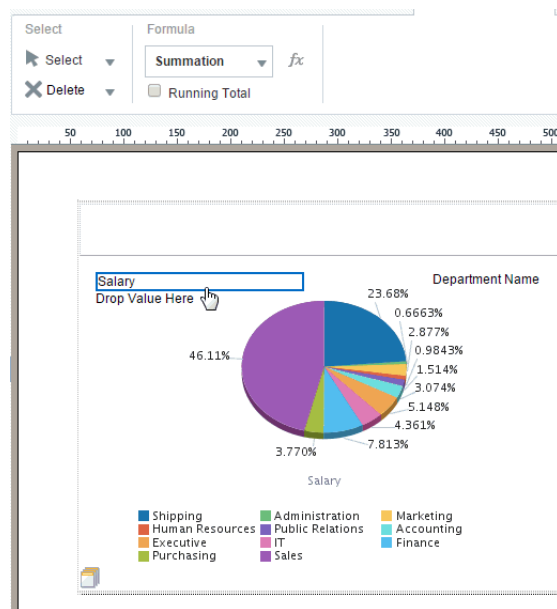 Select Formula
Select Summation fx
Delete Running Total
50 100 150 200 250 300 350 400 450 500
Salary Department Name
Drop Value Here
23.68%
0.6663%
2.877%
46.11% 0.9843%
1.514%
3.074%
5.148%
4.361%
3.770% 7.813%
Salary
Shipping Administration Marketing
Human Resources Public Relations Accounting
Executive IT Finance
Purchasing Sales